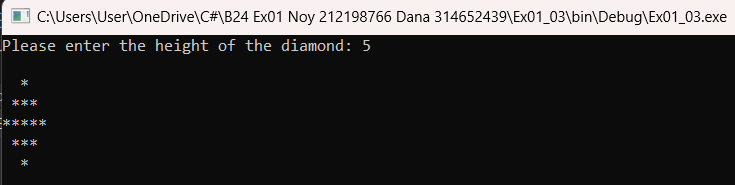 C:\Users\User\OneDrive\C#\B24 Ex01 Noy 212198766 Dana 314652439\Ex01_03\bin\Debug\Ex01_03.exe
Please enter the height of the diamond: 5
  *
 ***
*****
 ***
  *